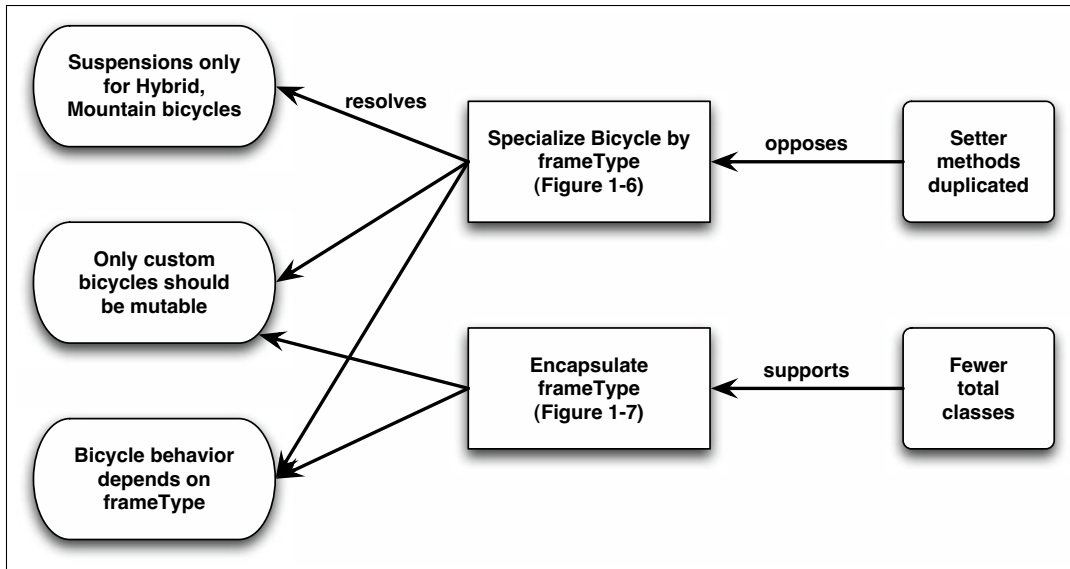 Suspensions only
for Hybrid,
Mountain bicycles
resolves
Specialize Bicycle by
frameType
(Figure 1-6)
opposes
Setter
methods
duplicated
Only custom
bicycles should
be mutable
Encapsulate
frameType
(Figure 1-7)
supports
Fewer
total
classes
Bicycle behavior
depends on
frameType